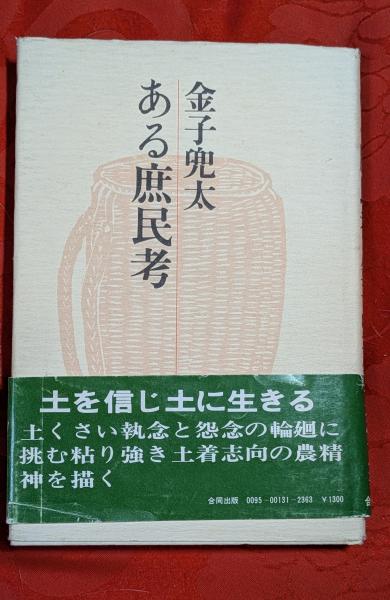 金子兜太
ある庶民考
土を信じ土に生きる
土くさい執念と怨念の輪廻に
挑む粘り強き土着志向の農精
神を描く
合同出版 0095-00131-2363 ¥1300